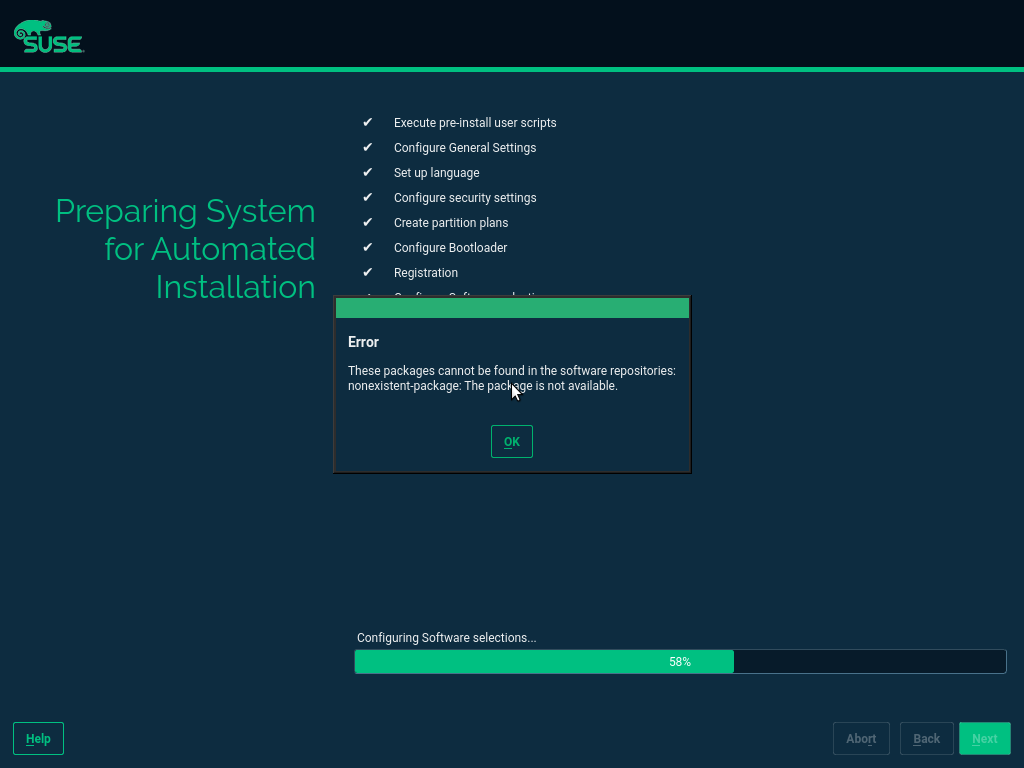 SUSE
Preparing System
for Automated
Installation
Execute pre-install user scripts
Configure General Settings
Set up language
Configure security settings
Create partition plans
Configure Bootloader
Registration
Error
These packages cannot be found in the software repositories:
nonexistent-package: The package is not available.
OK
Configuring Software selections...
58%
Help
Abort
Back
Next